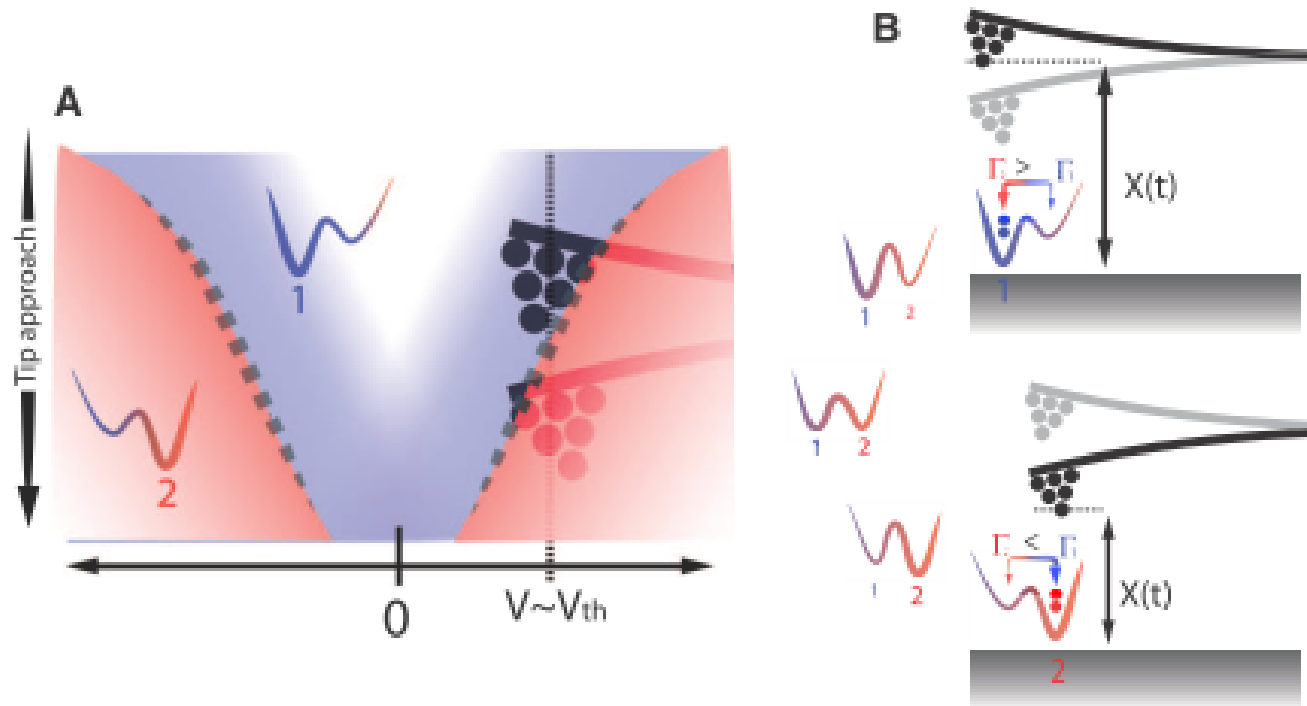 A
Tip approach
1
2
0
V~Vth
B
X(t)
Γ > Γ
1
1 2
1 2
1 2
Γ < Γ
X(t)
2